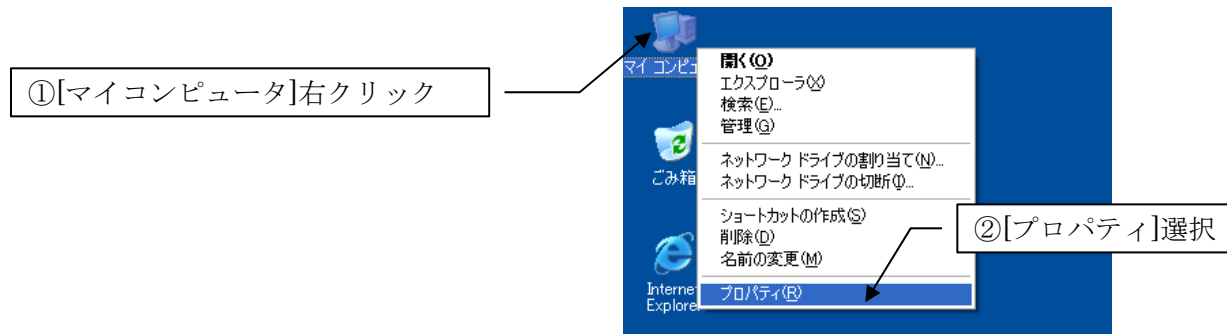 ①[マイコンピュータ]右クリック
マイ コンピュ
開く(O)
エクスプローラ(X)
検索(E)...
管理(G)
ネットワーク ドライブの割り当て(N)...
ネットワーク ドライブの切断(I)...
ショートカットの作成(S)
削除(D)
名前の変更(M)
プロパティ(R)
ごみ箱
Internet
Explorer
②[プロパティ]選択